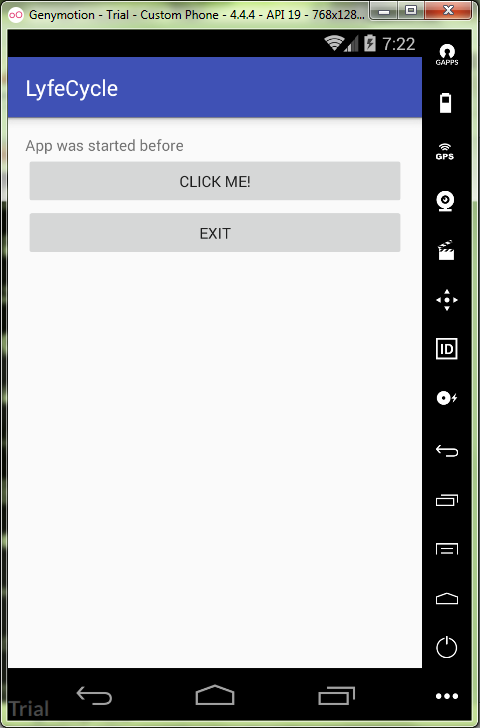 Genymotion - Trial - Custom Phone - 4.4.4 - API 19 - 768x128...
7:22
GAPPS
LyfeCycle
App was started before
GPS
CLICK ME!
EXIT
ID
Trial